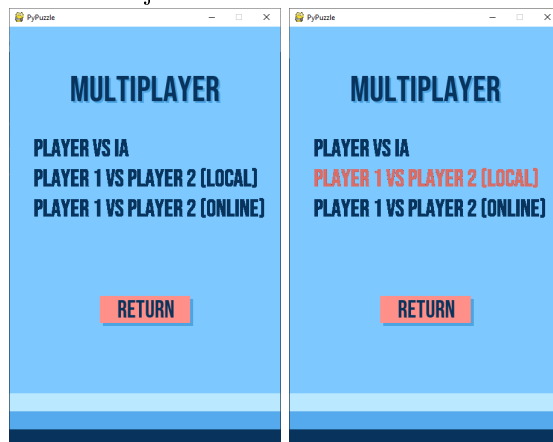 PyPuzzle
MULTIPLAYER
PLAYER VS IA
PLAYER 1 VS PLAYER 2 (LOCAL)
PLAYER 1 VS PLAYER 2 (ONLINE)
RETURN
PyPuzzle
MULTIPLAYER
PLAYER VS IA
PLAYER 1 VS PLAYER 2 (LOCAL)
PLAYER 1 VS PLAYER 2 (ONLINE)
RETURN